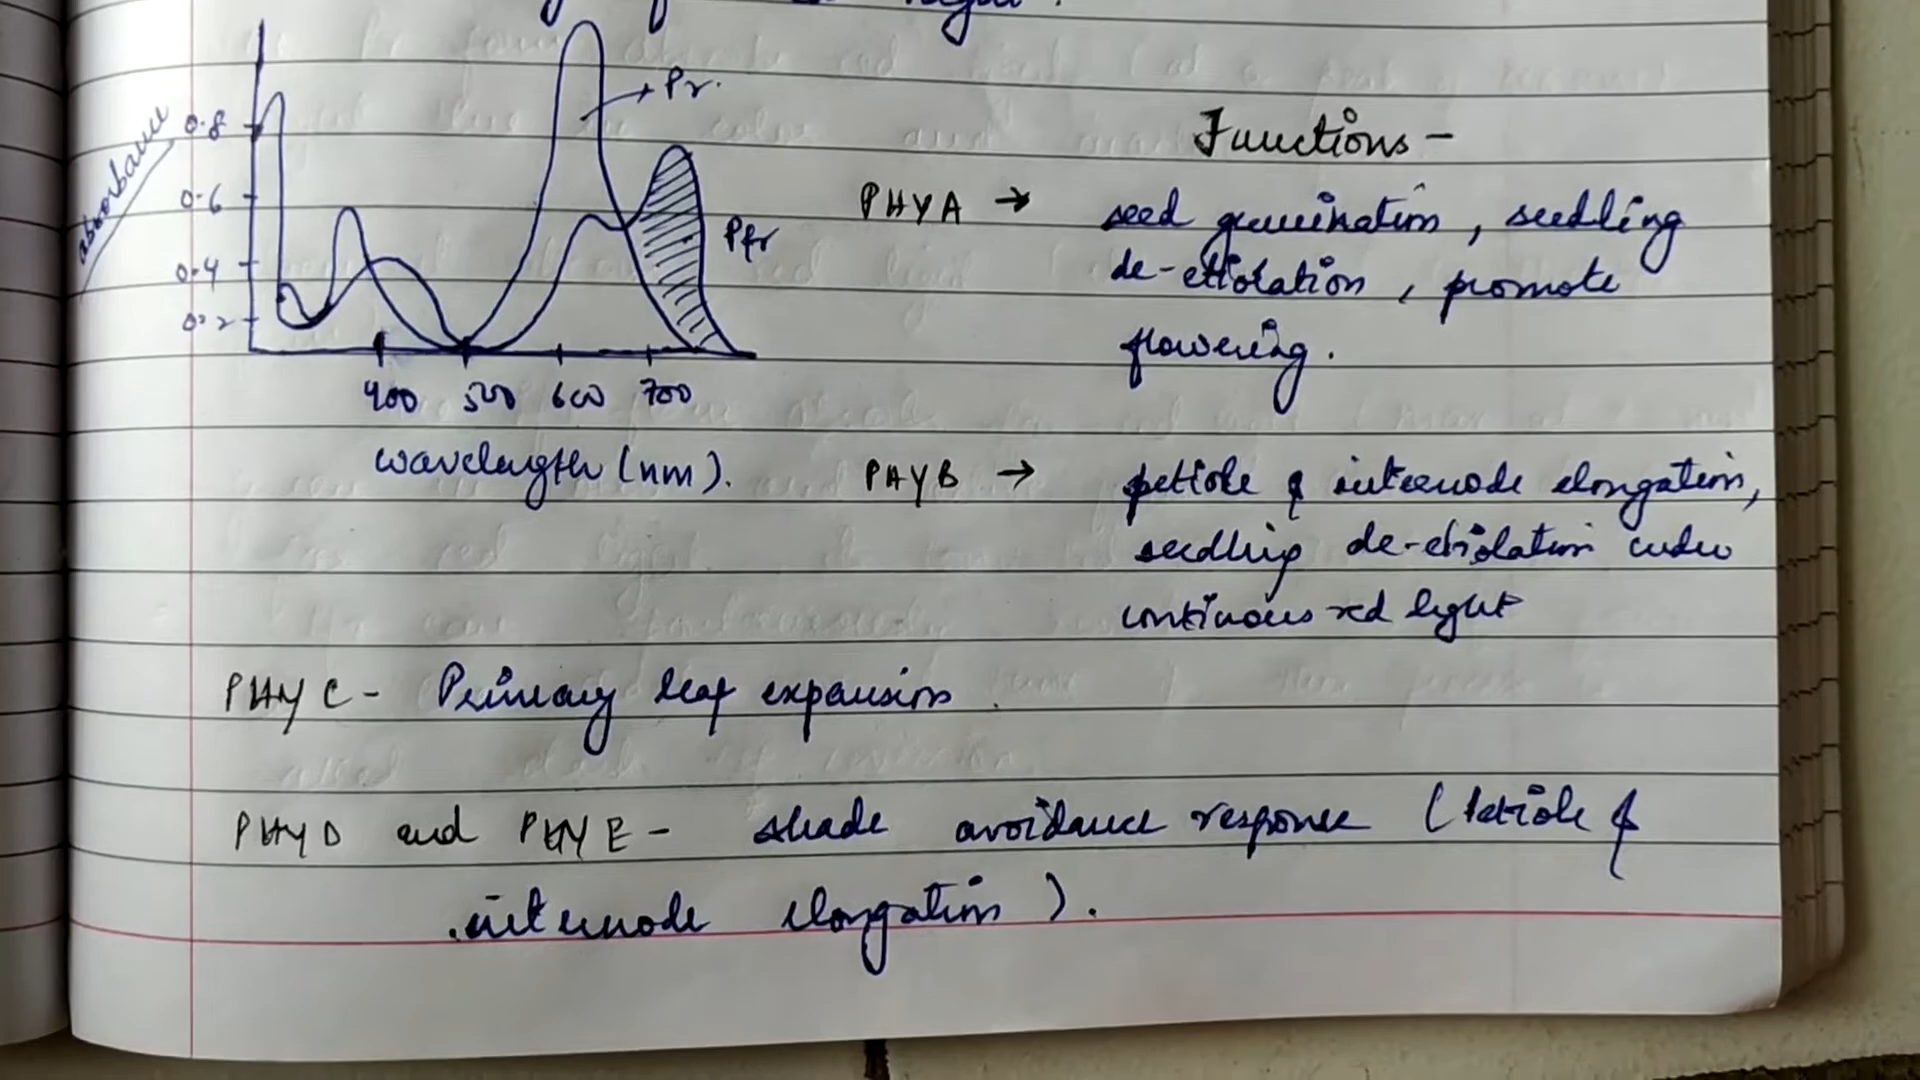 Pr.
absorbance
0.8
0.6
0.4
0.2
Pfr
400 500 600 700
wavelength (nm).
Functions -
PHYA → seed germination, seedling
de-etiolation, promote
flowering.
PHYB → petiole & internode elongation,
seedling de-etiolation under
continuous red light
PHY C - Primary leaf expansion.
PHY D and PHY E - shade avoidance response (Petiole &
internode elongation).